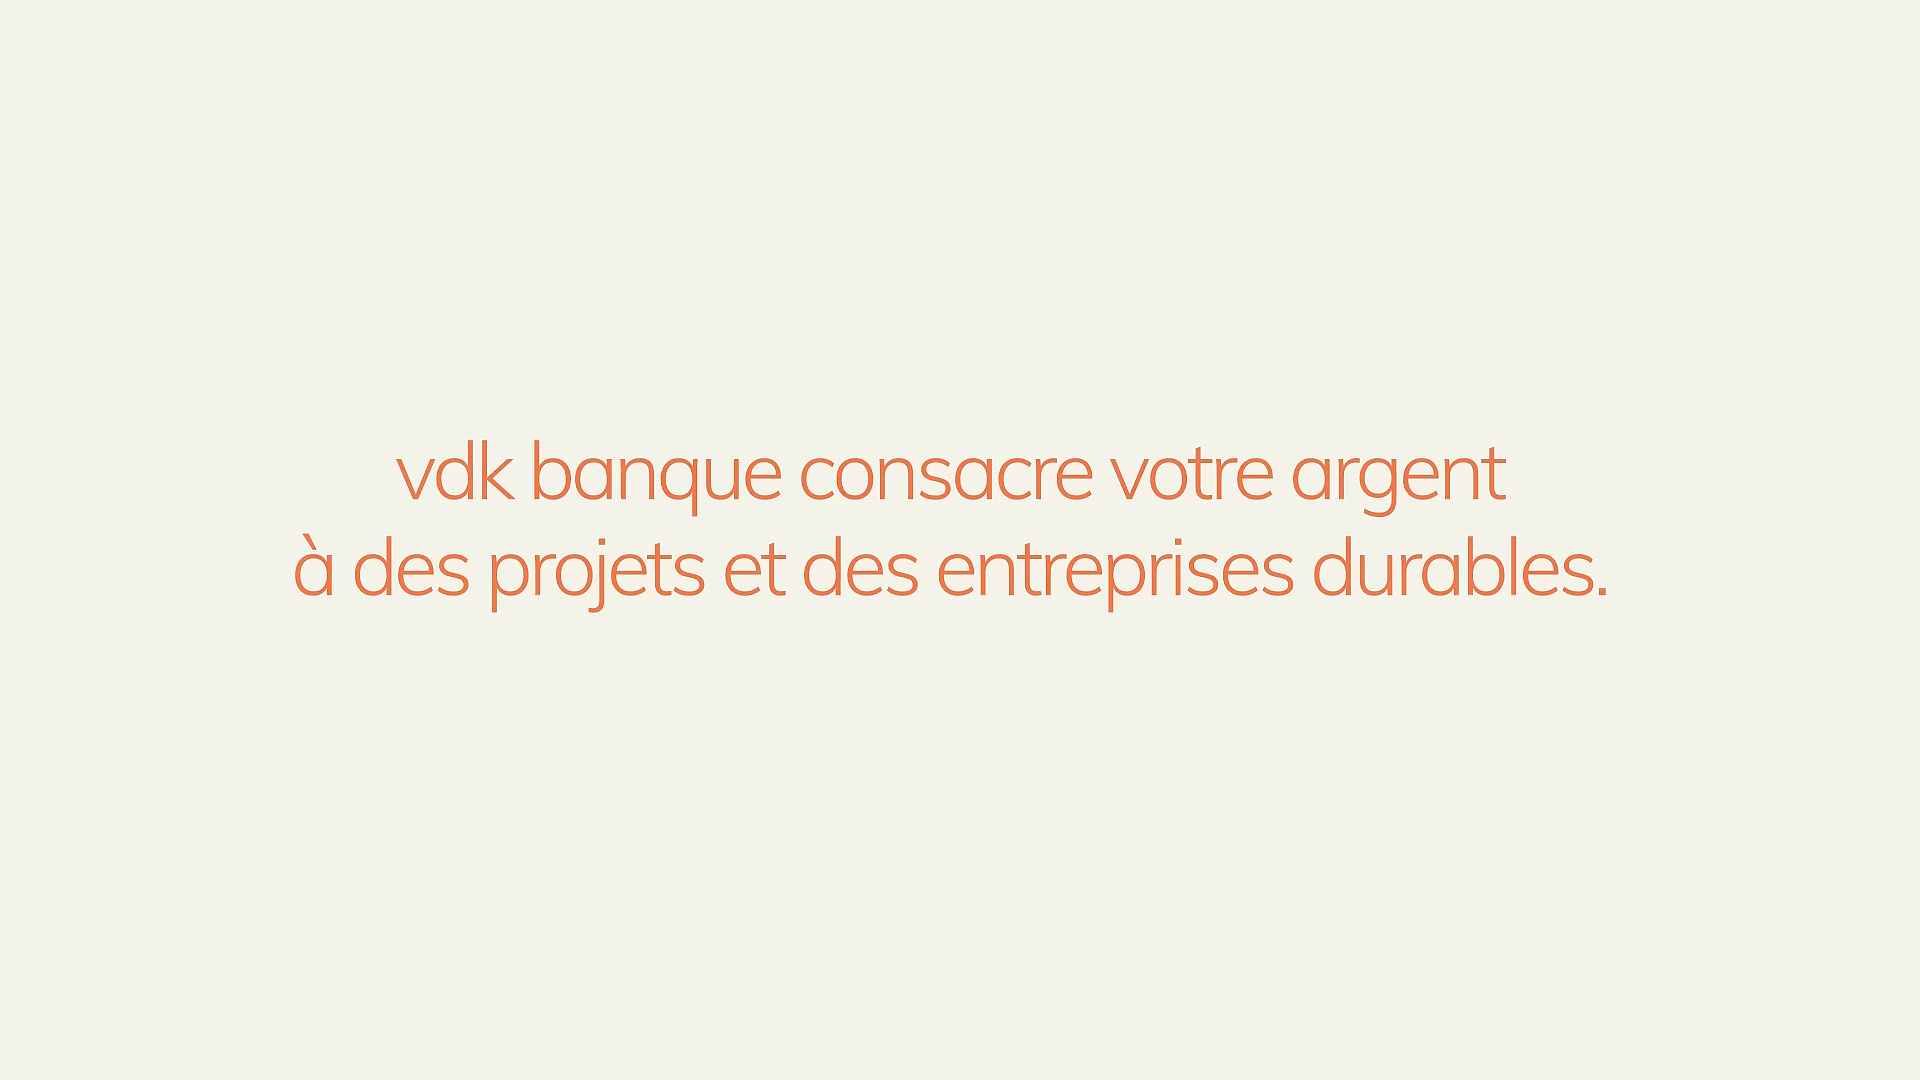 vdk banque consacre votre argent
à des projets et des entreprises durables.